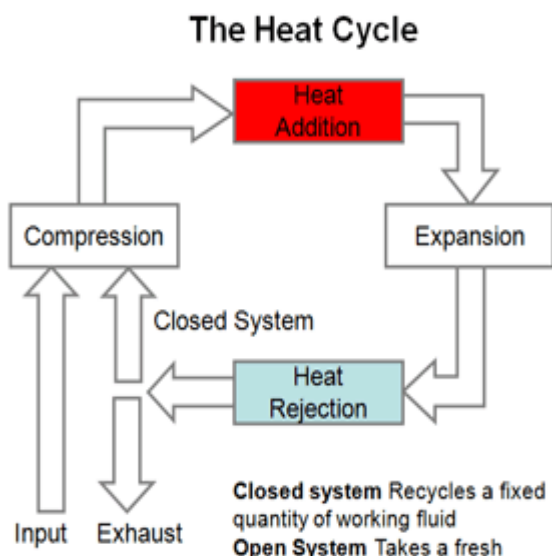 The Heat Cycle
Heat
Addition
Compression
Expansion
Closed System
Heat
Rejection
Input
Exhaust
Closed system Recycles a fixed
quantity of working fluid
Open System Takes a fresh